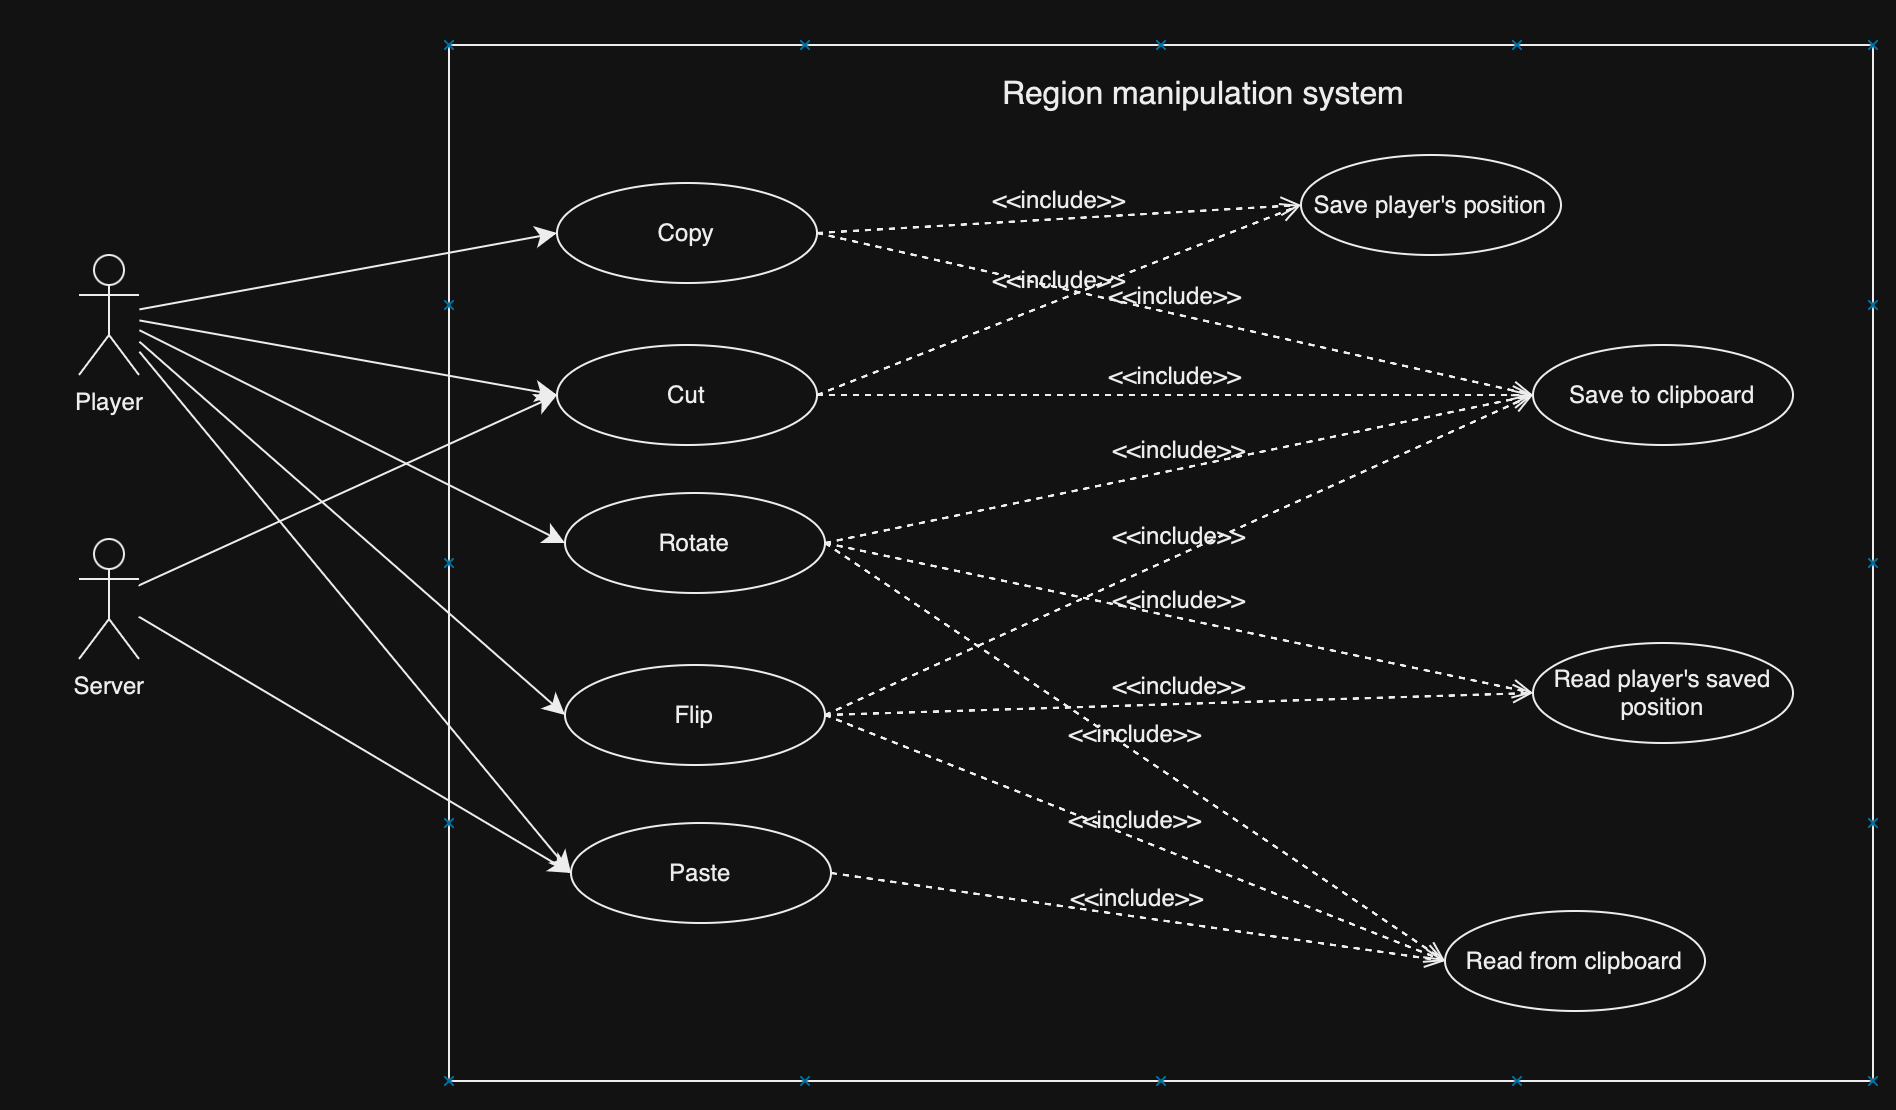 Region manipulation system
Save player's position
<<include>>
Copy
<<include>>
<<include>>
Player
Cut
<<include>>
Save to clipboard
<<include>>
Rotate
<<include>>
<<include>>
Server
Flip
<<include>>
Read player's saved
position
<<include>>
<<include>>
Paste
<<include>>
Read from clipboard